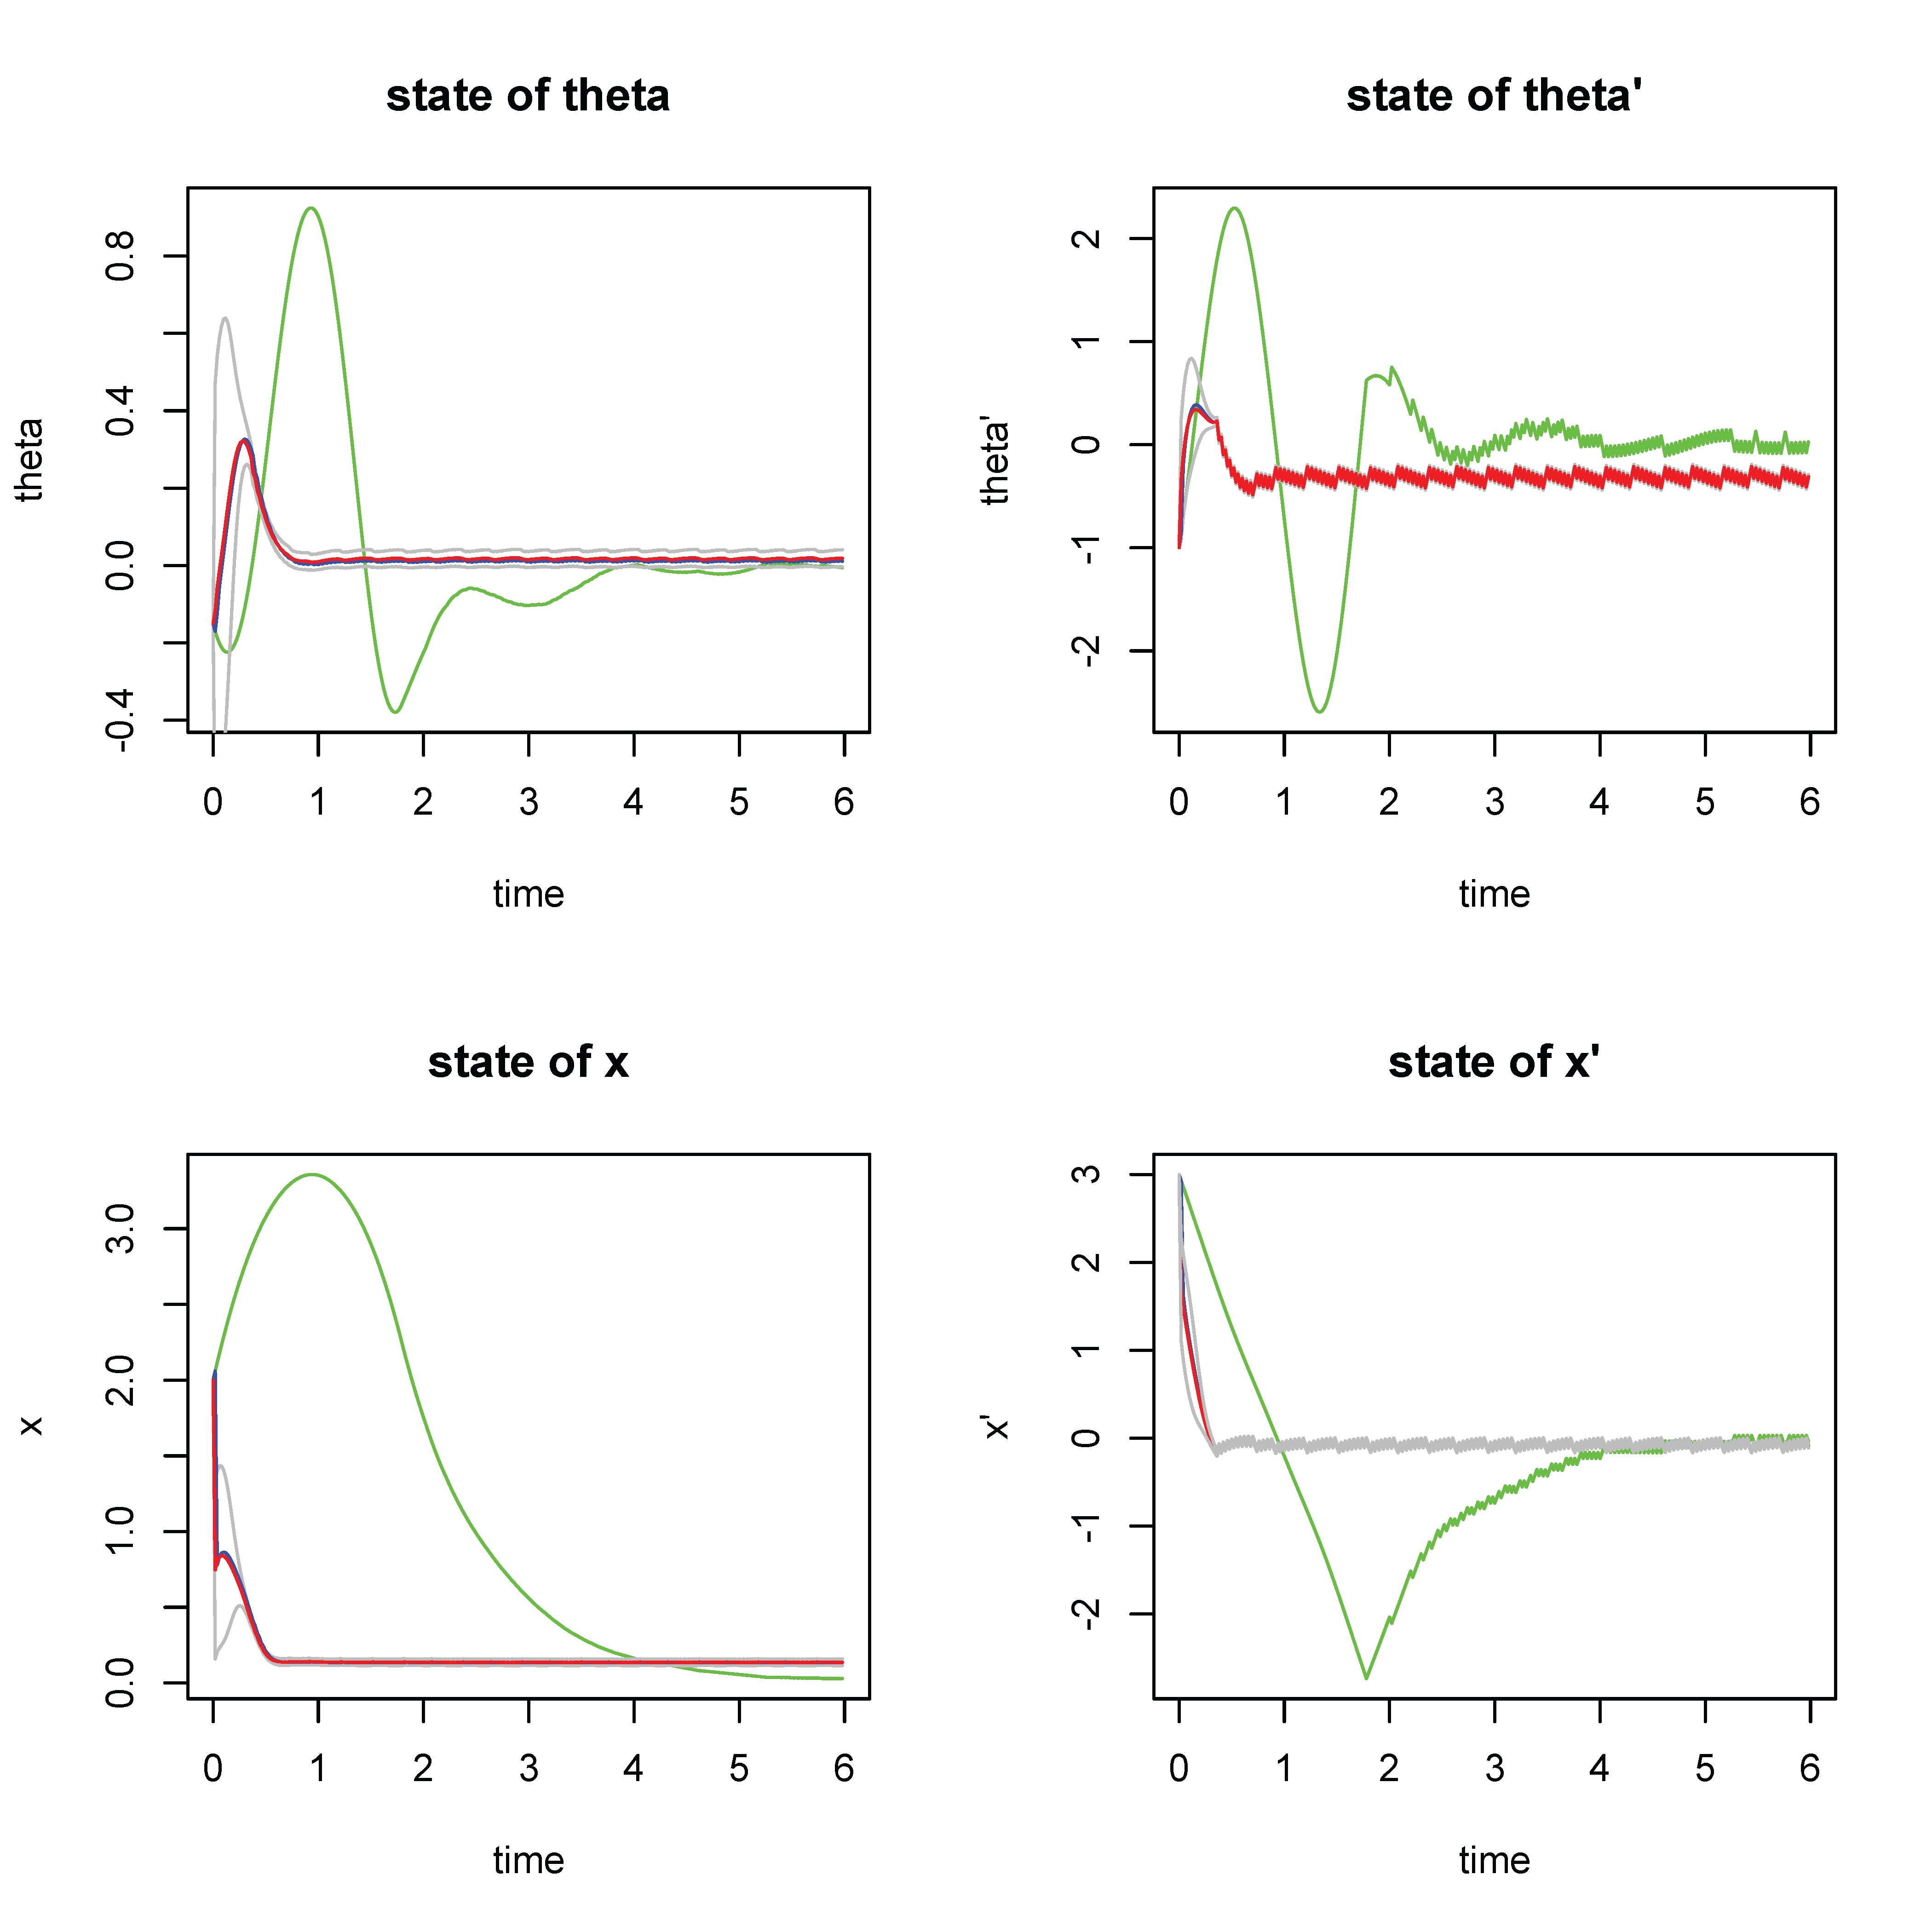 state of theta
theta
0.8
0.4
0.0
-0.4
0 1 2 3 4 5 6
time
state of theta'
theta'
2
1
0
-1
-2
0 1 2 3 4 5 6
time
state of x
x
3.0
2.0
1.0
0.0
0 1 2 3 4 5 6
time
state of x'
x'
3
2
1
0
-1
-2
0 1 2 3 4 5 6
time